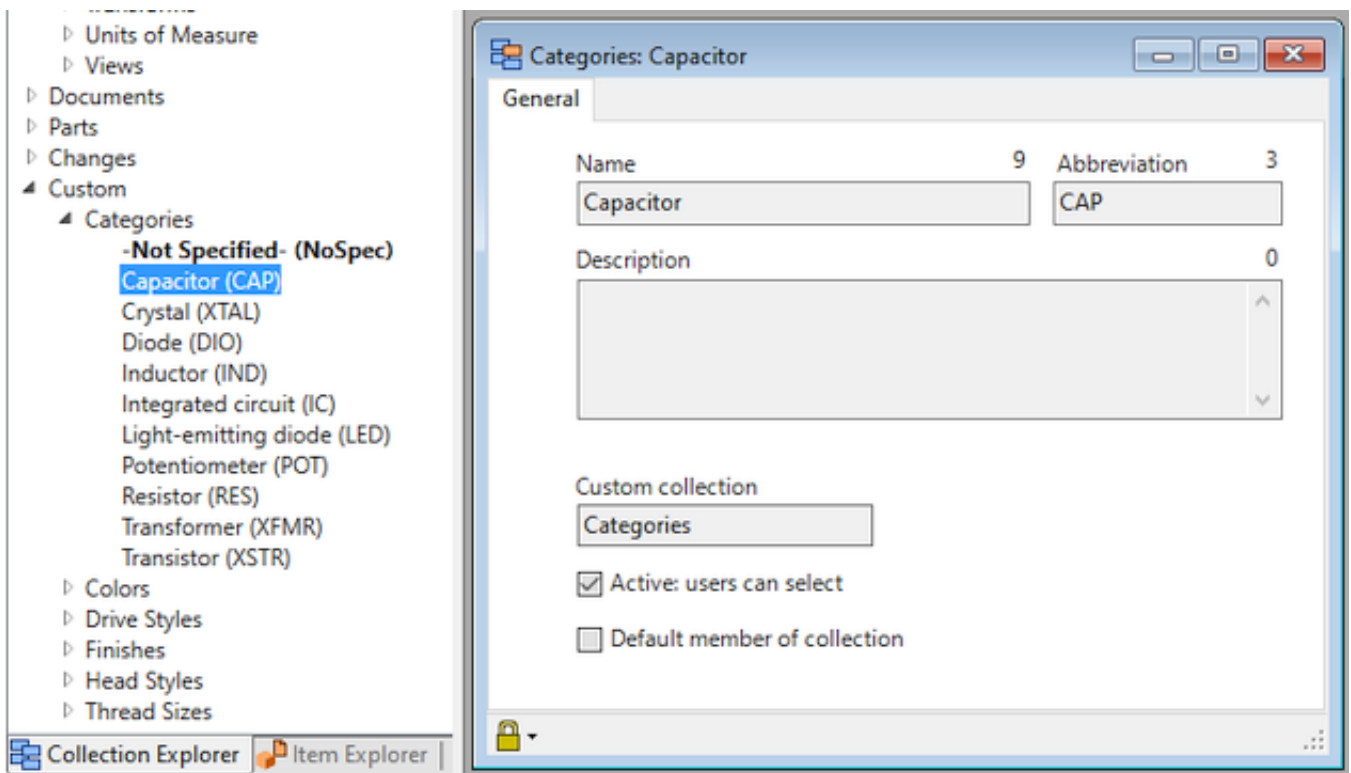 Units of Measure
Views
Documents
Parts
Changes
Custom
Categories
-Not Specified- (NoSpec)
Capacitor (CAP)
Crystal (XTAL)
Diode (DIO)
Inductor (IND)
Integrated circuit (IC)
Light-emitting diode (LED)
Potentiometer (POT)
Resistor (RES)
Transformer (XFMR)
Transistor (XSTR)
Colors
Drive Styles
Finishes
Head Styles
Thread Sizes
Collection Explorer
Item Explorer
Categories: Capacitor
General
Name 9 Abbreviation 3
Capacitor CAP
Description 0
Custom collection
Categories
Active: users can select
Default member of collection